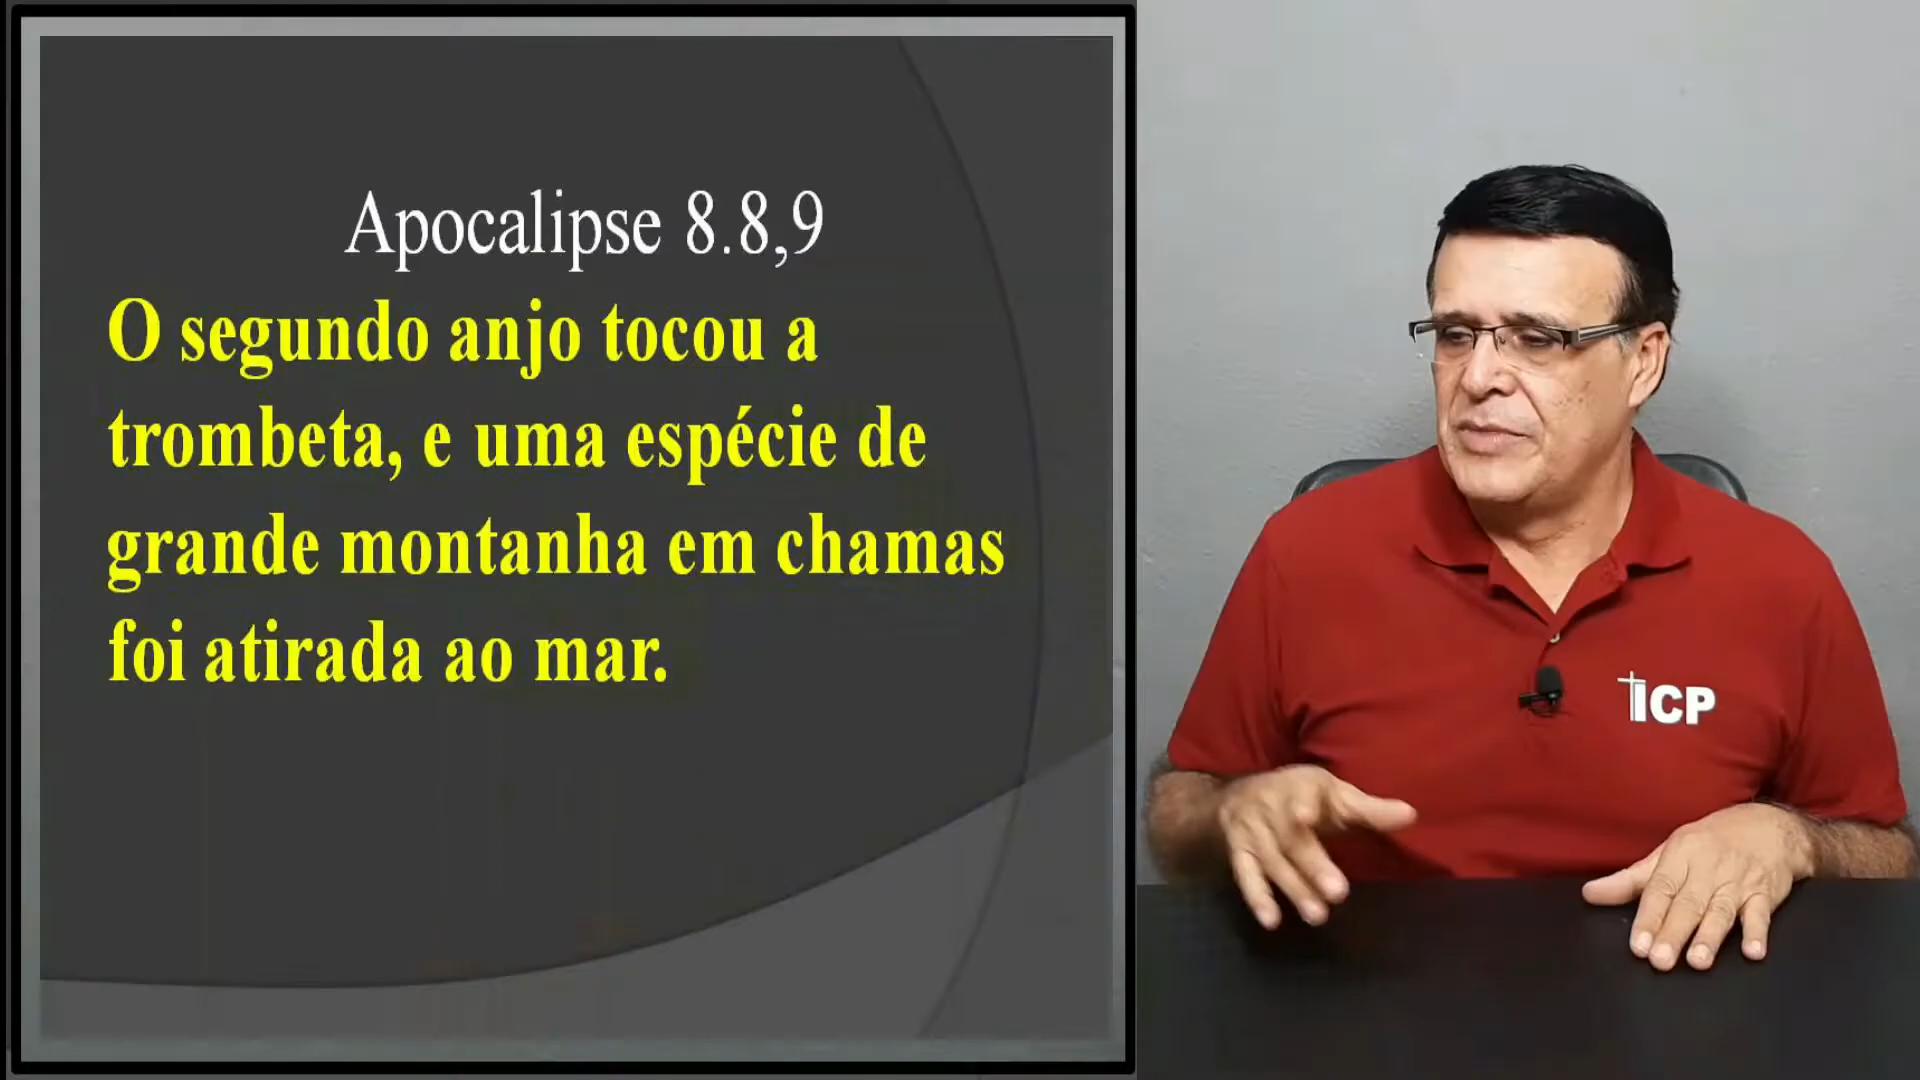 Apocalipse 8.8,9
O segundo anjo tocou a
trombeta, e uma espécie de
grande montanha em chamas
foi atirada ao mar.
ICP